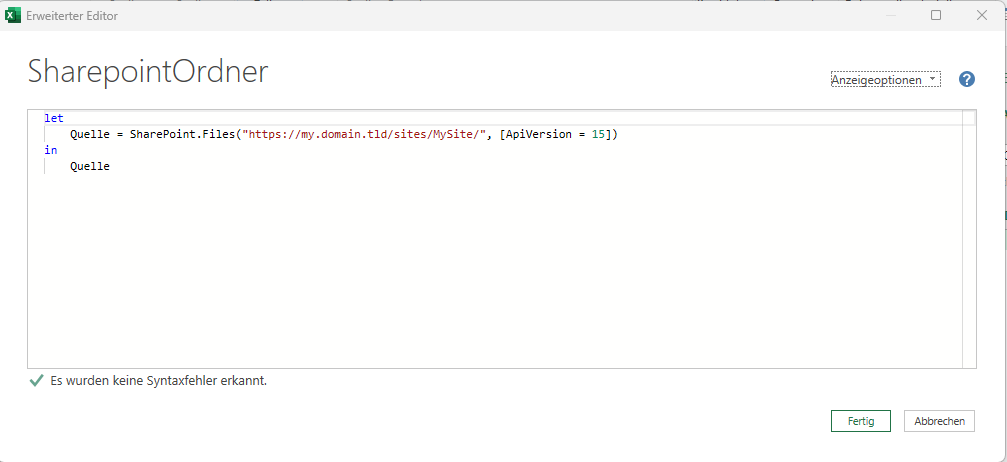 Erweiterter Editor
SharepointOrdner
Anzeigeoptionen
?
let
    Quelle = SharePoint.Files("https://my.domain.tld/sites/MySite/", [ApiVersion = 15])
in
    Quelle
Es wurden keine Syntaxfehler erkannt.
Fertig
Abbrechen